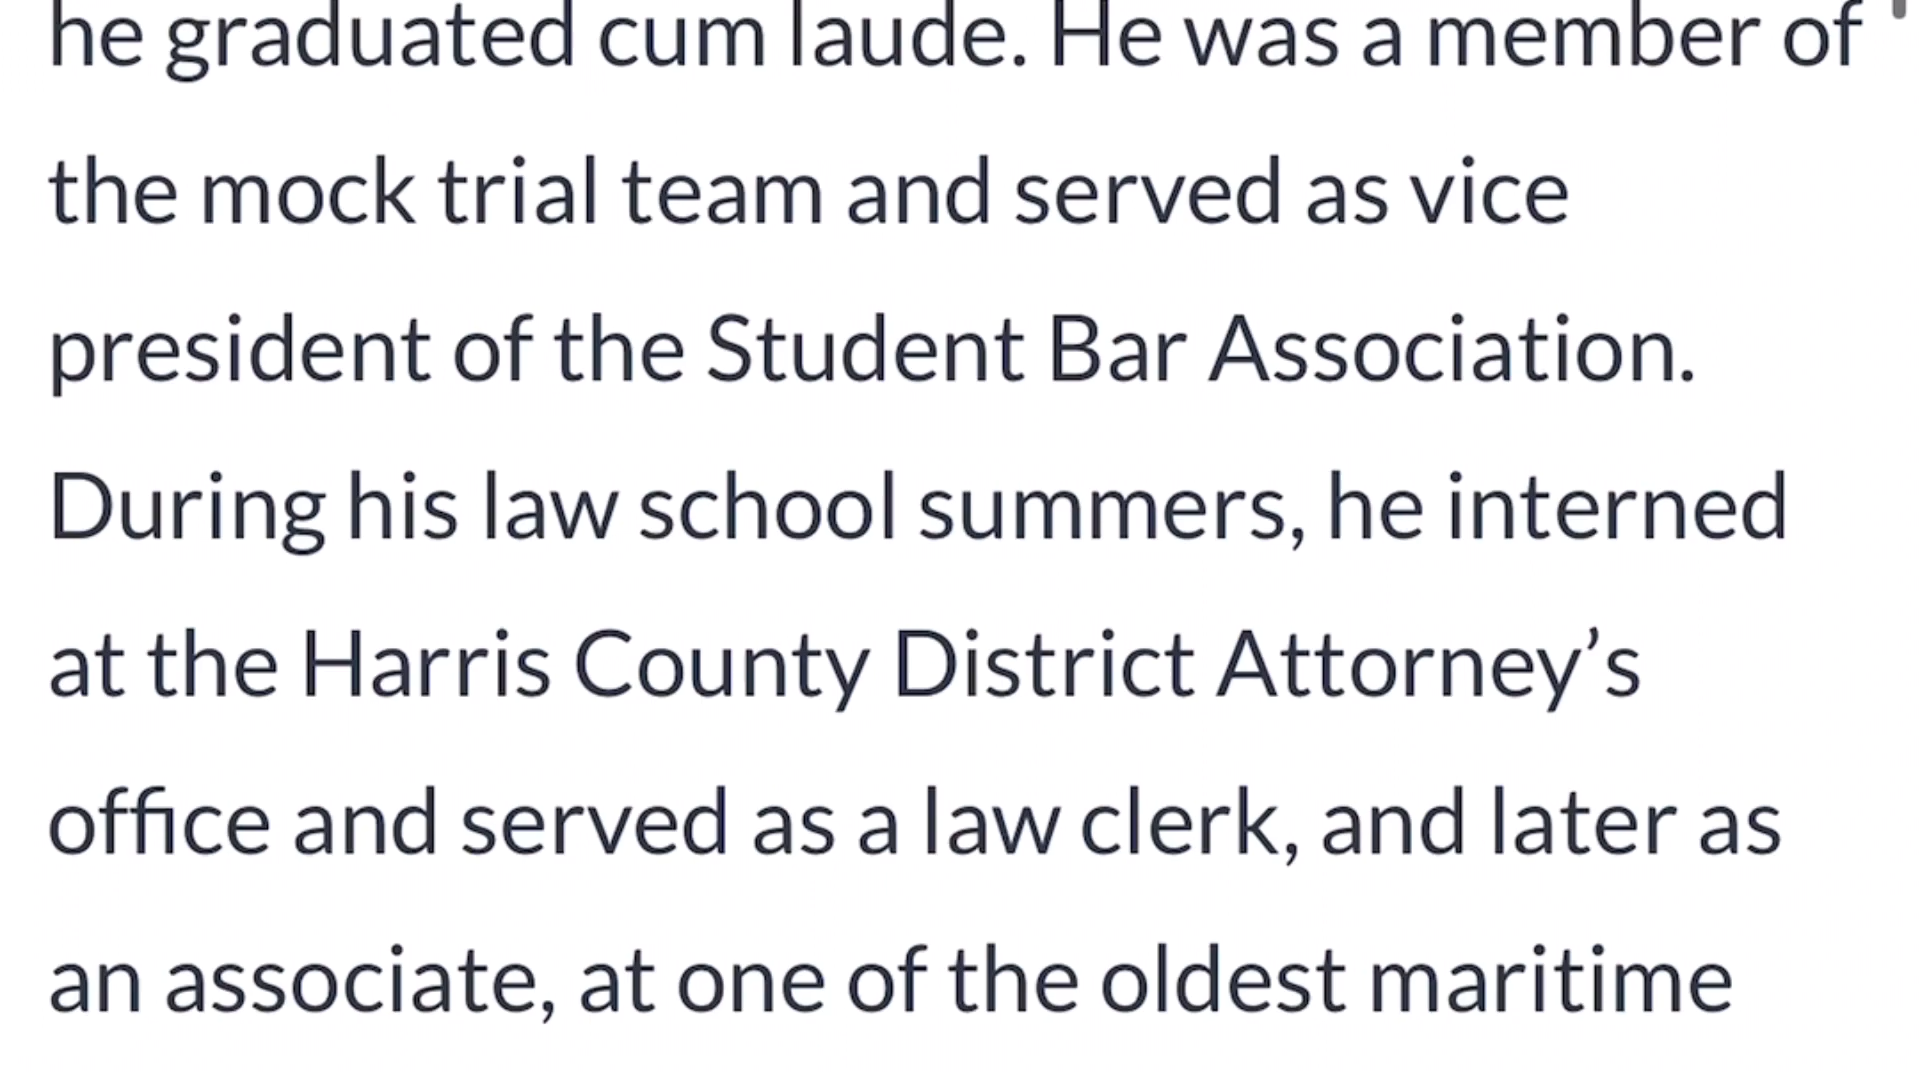 he graduated cum laude. He was a member of
the mock trial team and served as vice
president of the Student Bar Association.
During his law school summers, he interned
at the Harris County District Attorney’s
office and served as a law clerk, and later as
an associate, at one of the oldest maritime